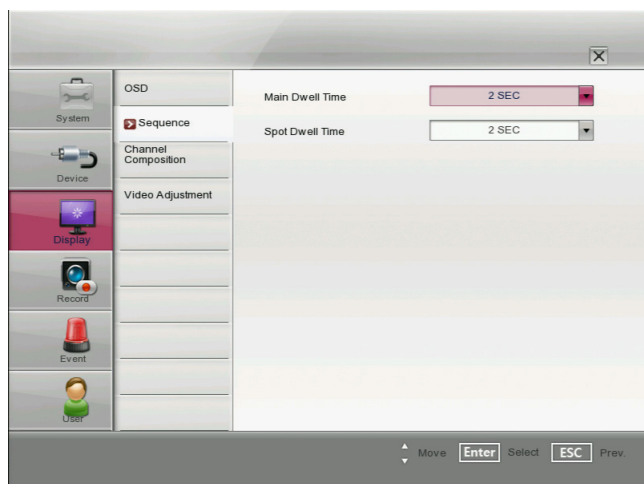 System
Device
Display
Record
Event
User
OSD
Sequence
Channel
Composition
Video Adjustment
Main Dwell Time
2 SEC
Spot Dwell Time
2 SEC
Move Enter Select ESC Prev.